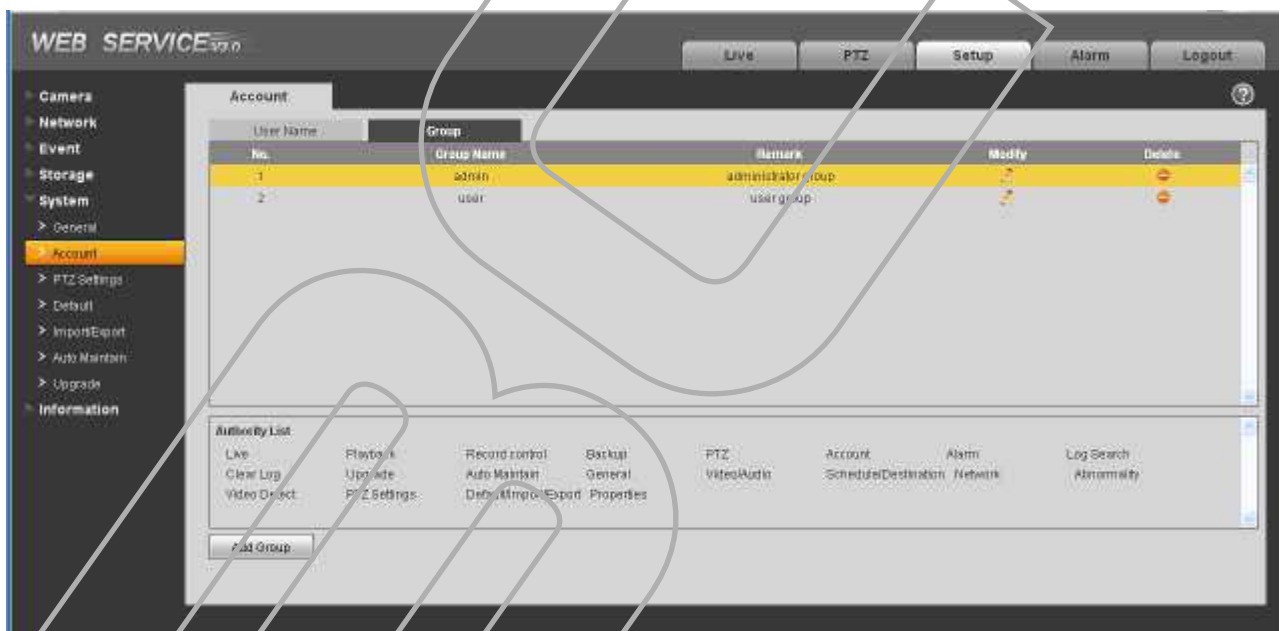 WEB SERVICE V3.0
Live PTZ Setup Alarm Logout
Camera
Network
Event
Storage
System
> General
> Account
> PTZ Settings
> Default
> Import/Export
> Auto Maintain
> Upgrade
Information
Account
User Name Group
No. Group Name Remark Modify Delete
1 admin administrator group
2 user user group
Authority List
Live Playback Record control Backup PTZ Account Alarm Log Search
Clear Log Upgrade Auto Maintain General Video/Audio Schedule/Destination Network Abnormality
Video Detect PTZ Settings Default/Import/Export Properties
Add Group